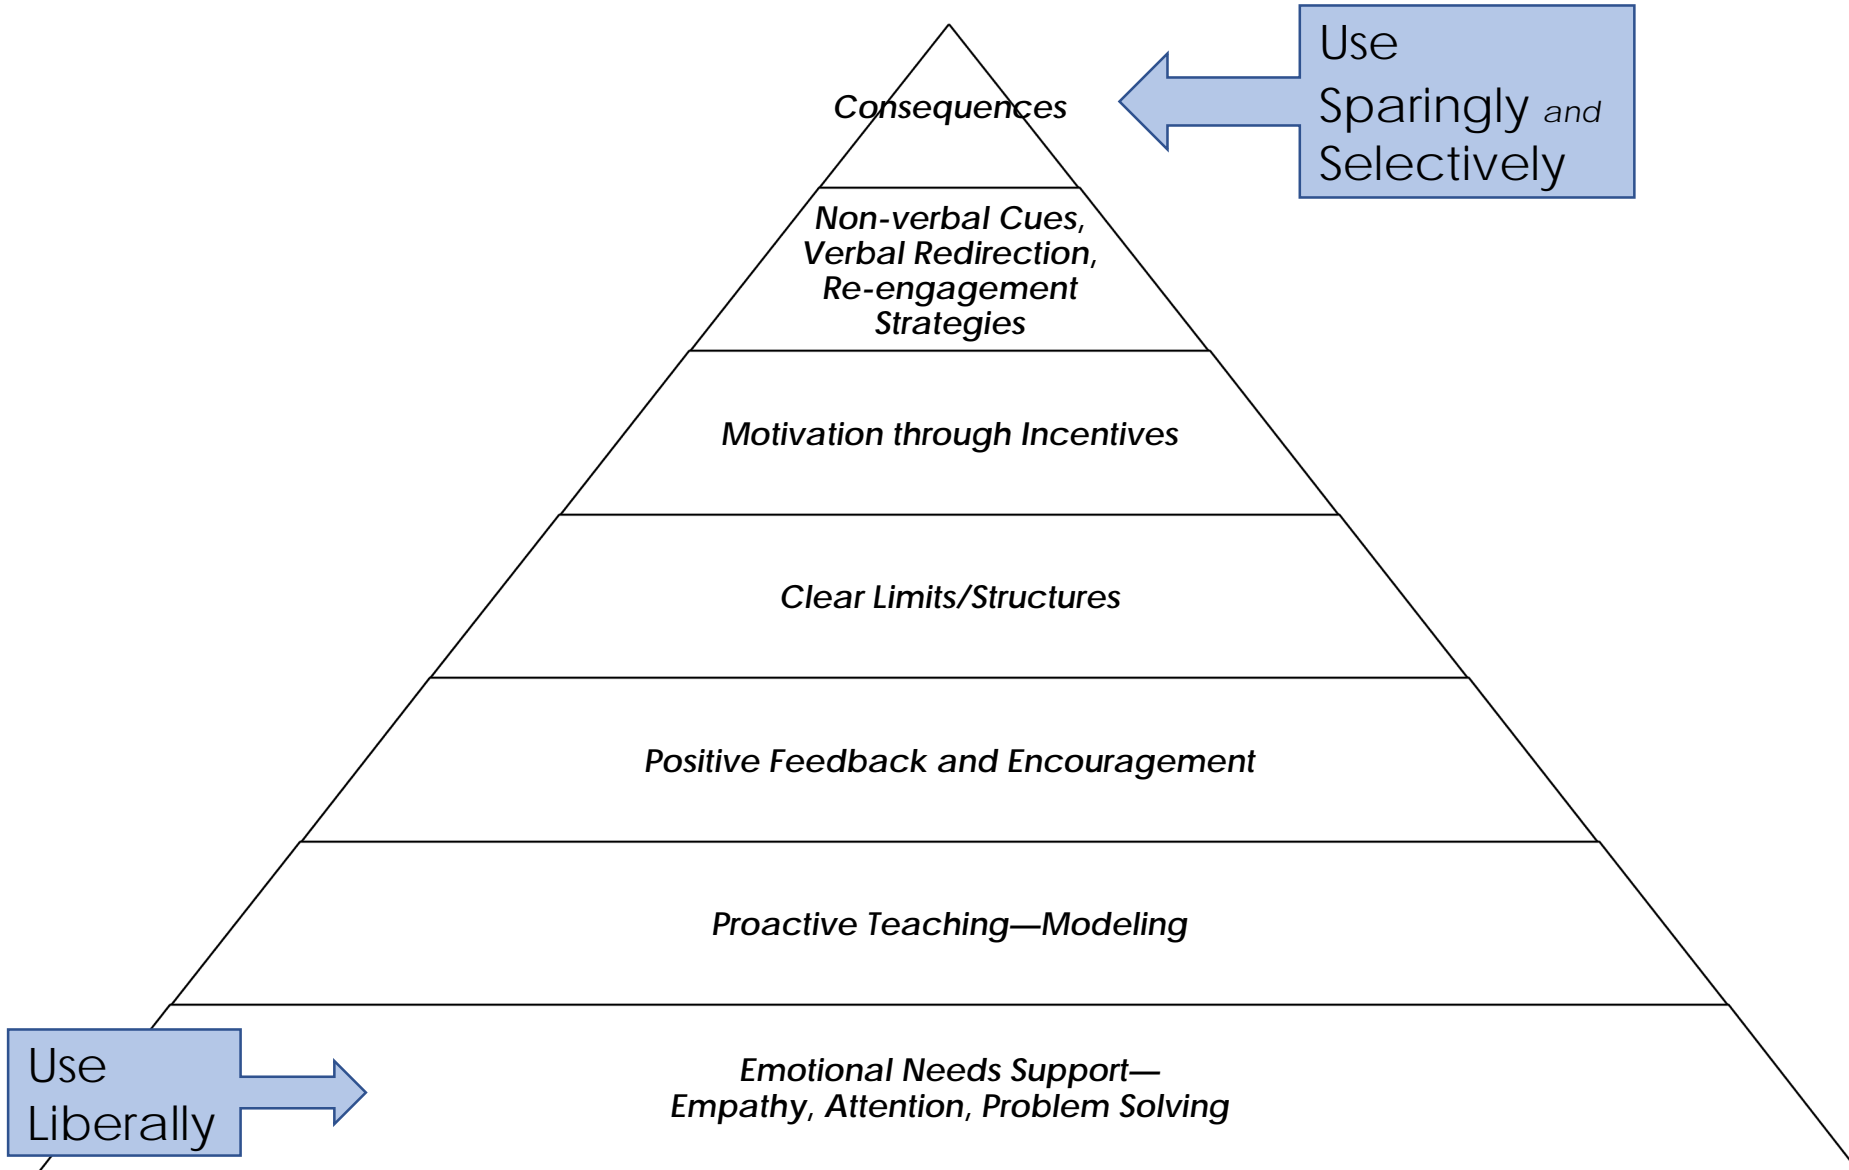 Use
Sparingly and
Selectively
Consequences
Non-verbal Cues,
Verbal Redirection,
Re-engagement
Strategies
Motivation through Incentives
Clear Limits/Structures
Positive Feedback and Encouragement
Proactive Teaching—Modeling
Use
Liberally
Emotional Needs Support—
Empathy, Attention, Problem Solving